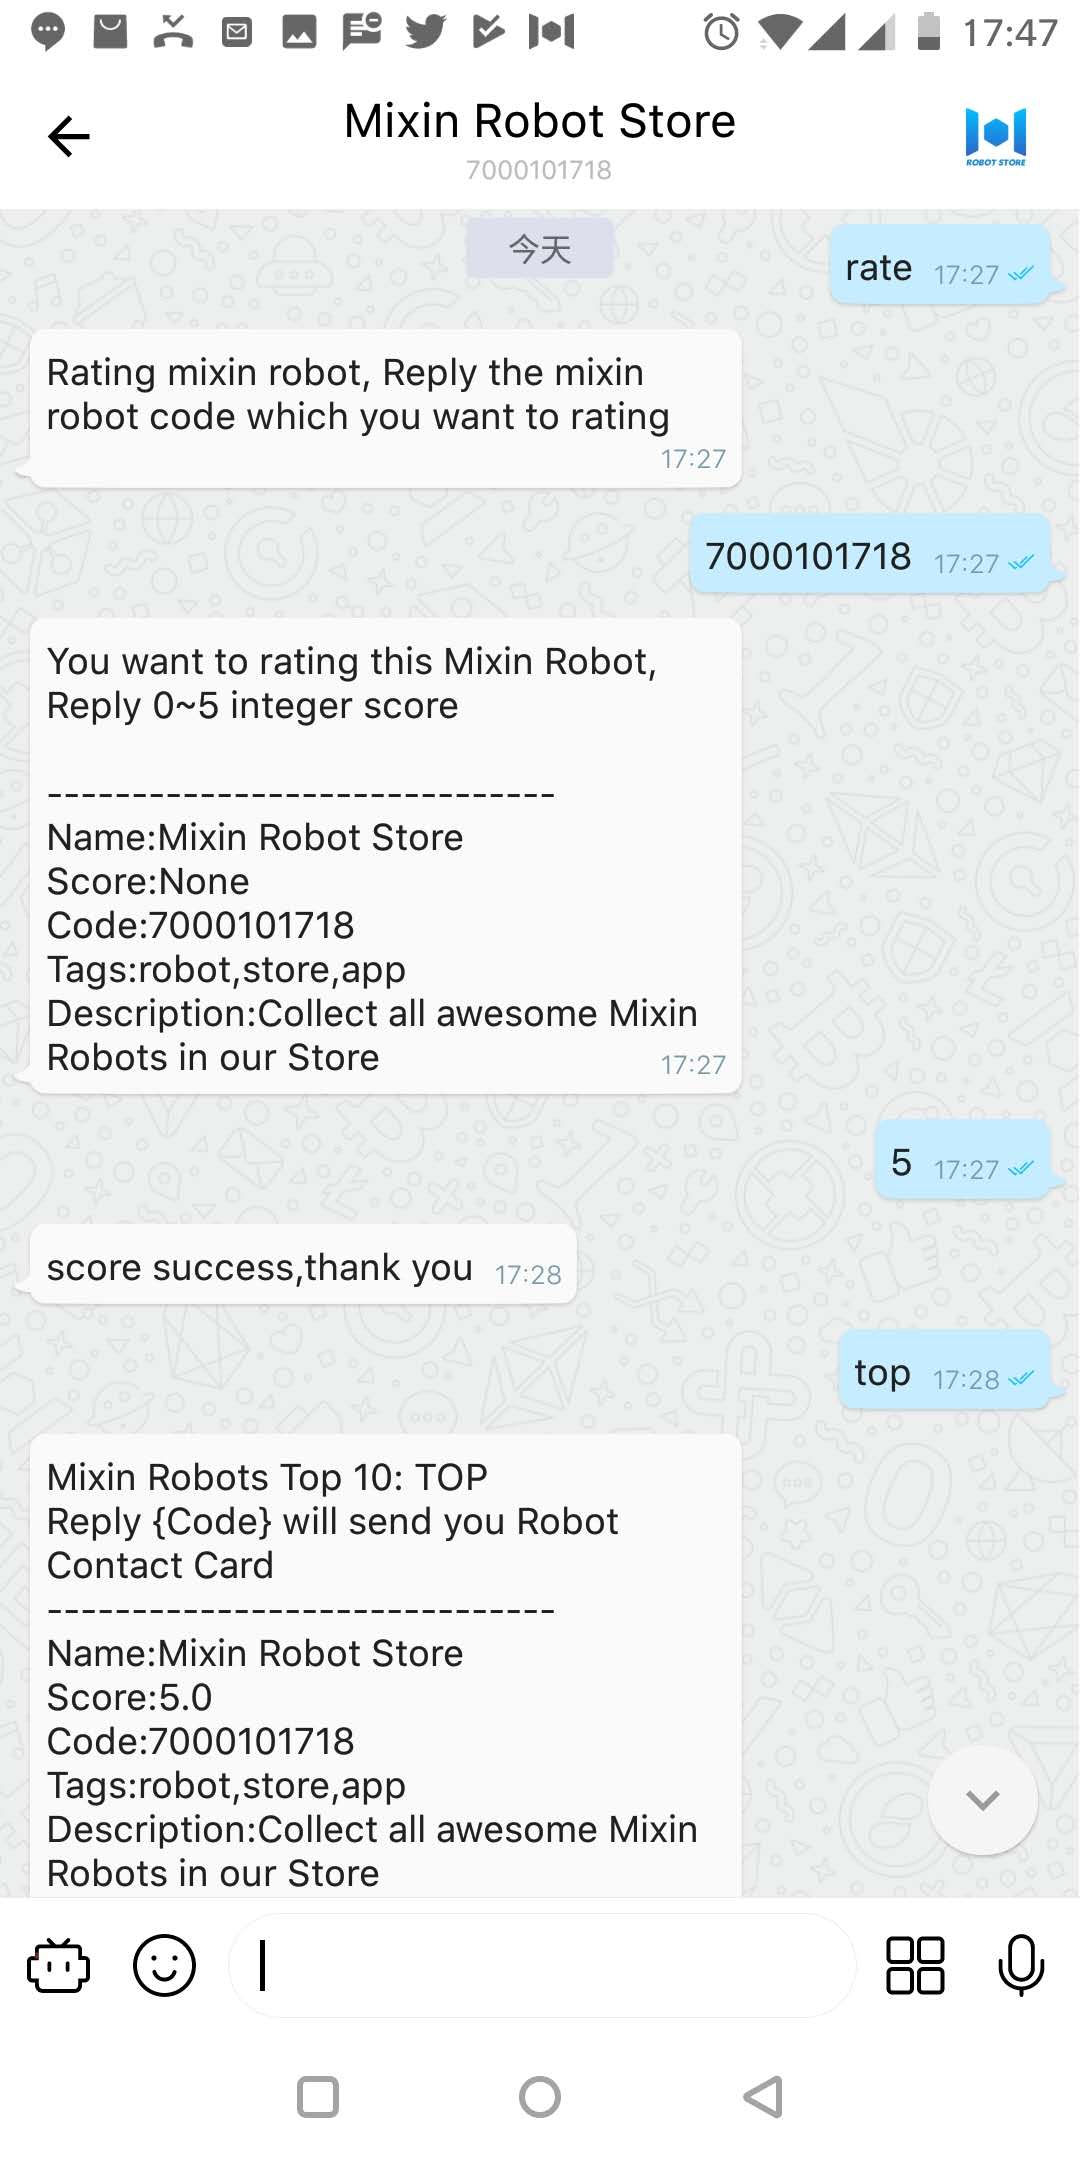 17:47
Mixin Robot Store
7000101718
ROBOT STORE
今天
rate 17:27
Rating mixin robot, Reply the mixin
robot code which you want to rating
17:27
7000101718 17:27
You want to rating this Mixin Robot,
Reply 0~5 integer score
------------------------------
Name:Mixin Robot Store
Score:None
Code:7000101718
Tags:robot,store,app
Description:Collect all awesome Mixin
Robots in our Store 17:27
5 17:27
score success,thank you 17:28
top 17:28
Mixin Robots Top 10: TOP
Reply {Code} will send you Robot
Contact Card
------------------------------
Name:Mixin Robot Store
Score:5.0
Code:7000101718
Tags:robot,store,app
Description:Collect all awesome Mixin
Robots in our Store